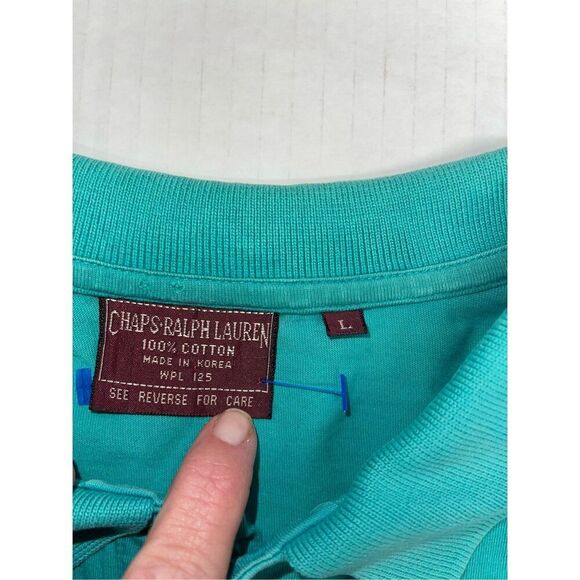 CHAPS·RALPH LAUREN
100% COTTON
MADE IN KOREA
WPL 125
SEE REVERSE FOR CARE
L